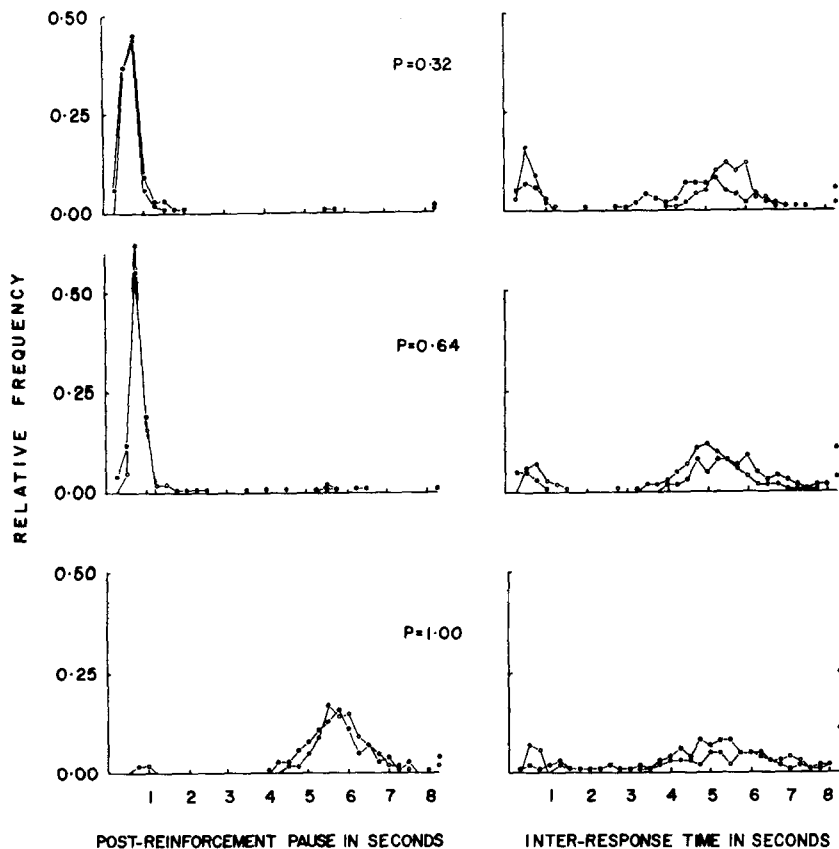 0·50
P=0·32
0·25
0·00
0·50
P=0·64
0·25
0·00
RELATIVE FREQUENCY
0·50
P=1·00
0·25
0·00
1 2 3 4 5 6 7 8
1 2 3 4 5 6 7 8
POST-REINFORCEMENT PAUSE IN SECONDS
INTER-RESPONSE TIME IN SECONDS